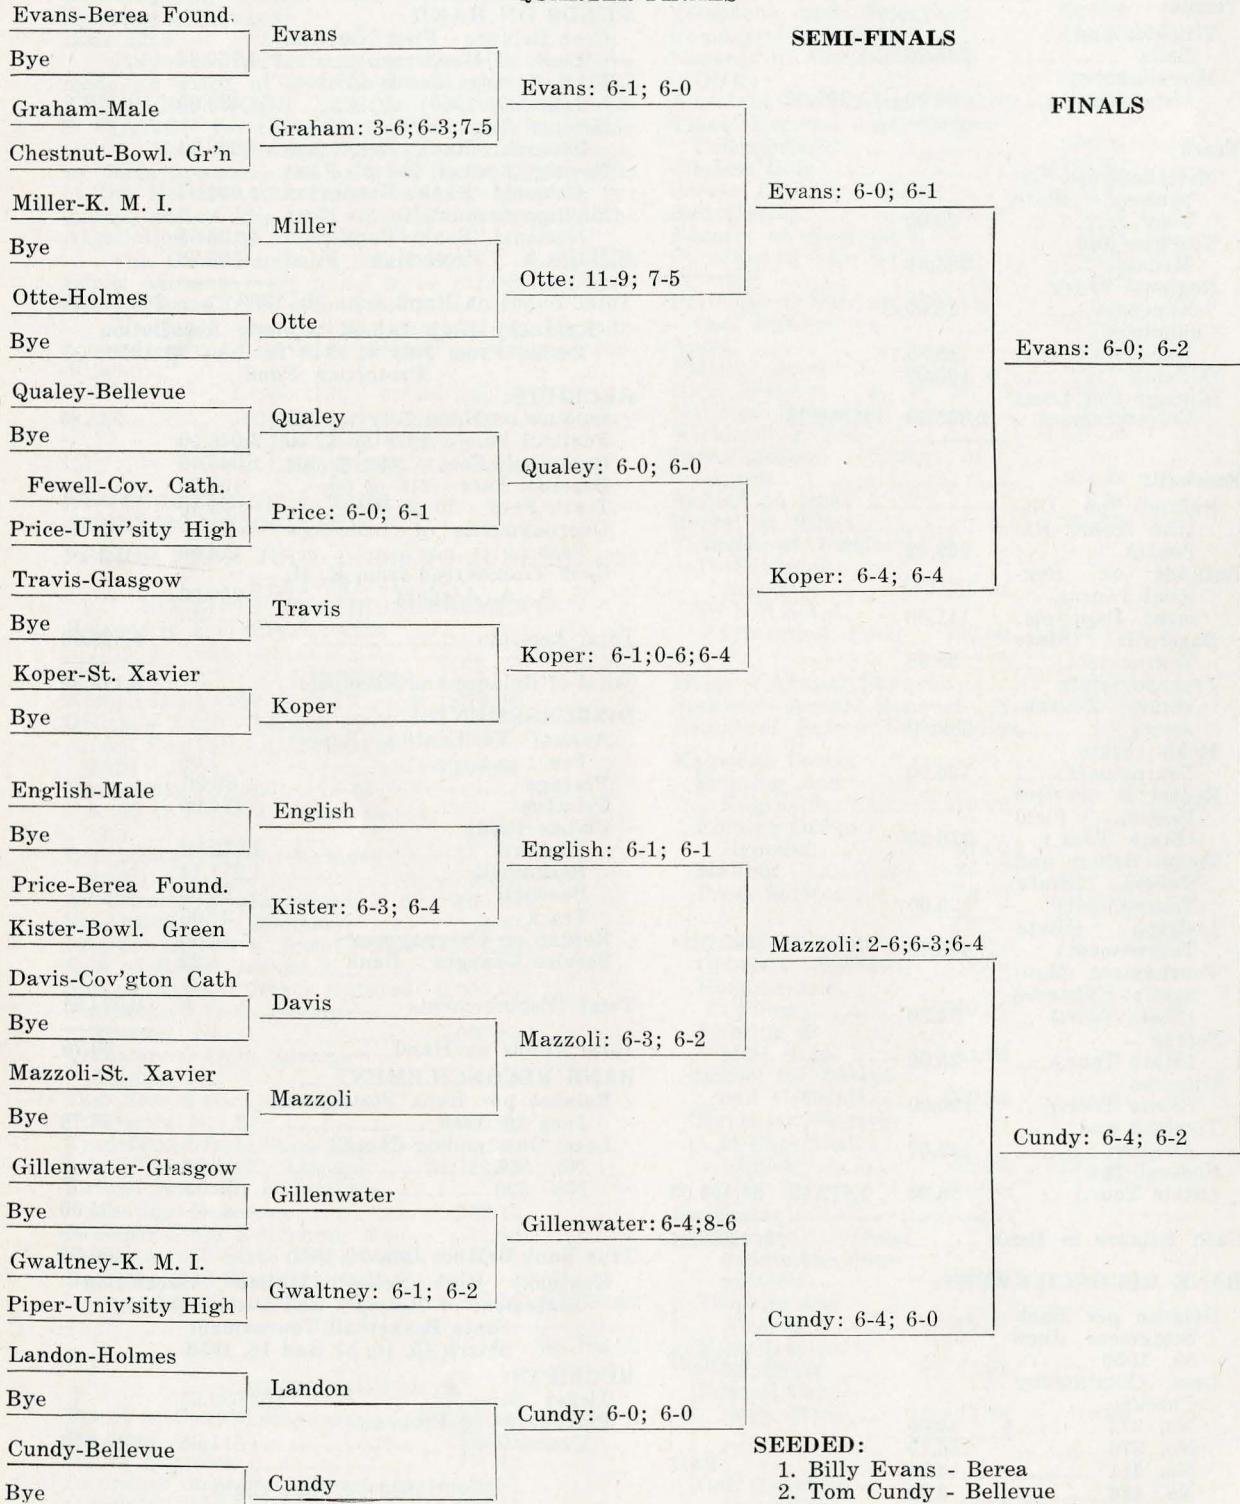 Evans-Berea Found.
Bye
Graham-Male
Chestnut-Bowl. Gr'n
Miller-K. M. I.
Bye
Otte-Holmes
Bye
Qualey-Bellevue
Bye
Fewell-Cov. Cath.
Price-Univ'sity High
Travis-Glasgow
Bye
Koper-St. Xavier
Bye
English-Male
Bye
Price-Berea Found.
Kister-Bowl. Green
Davis-Cov'gton Cath
Bye
Mazzoli-St. Xavier
Bye
Gillenwater-Glasgow
Bye
Gwaltney-K. M. I.
Piper-Univ'sity High
Landon-Holmes
Bye
Cundy-Bellevue
Bye
Evans
Graham: 3-6; 6-3; 7-5
Miller
Otte
Qualey
Price: 6-0; 6-1
Travis
Koper
English
Kister: 6-3; 6-4
Davis
Mazzoli
Gillenwater
Gwaltney: 6-1; 6-2
Landon
Cundy
Evans: 6-1; 6-0
Otte: 11-9; 7-5
Qualey: 6-0; 6-0
Koper: 6-1;0-6;6-4
English: 6-1; 6-1
Mazzoli: 6-3; 6-2
Gillenwater: 6-4;8-6
Cundy: 6-0; 6-0
SEMI-FINALS
Evans: 6-0; 6-1
Koper: 6-4; 6-4
Mazzoli: 2-6;6-3;6-4
Cundy: 6-4; 6-0
FINALS
Evans: 6-0; 6-2
Cundy: 6-4; 6-2
SEEDED:
1. Billy Evans - Berea
2. Tom Cundy - Bellevue